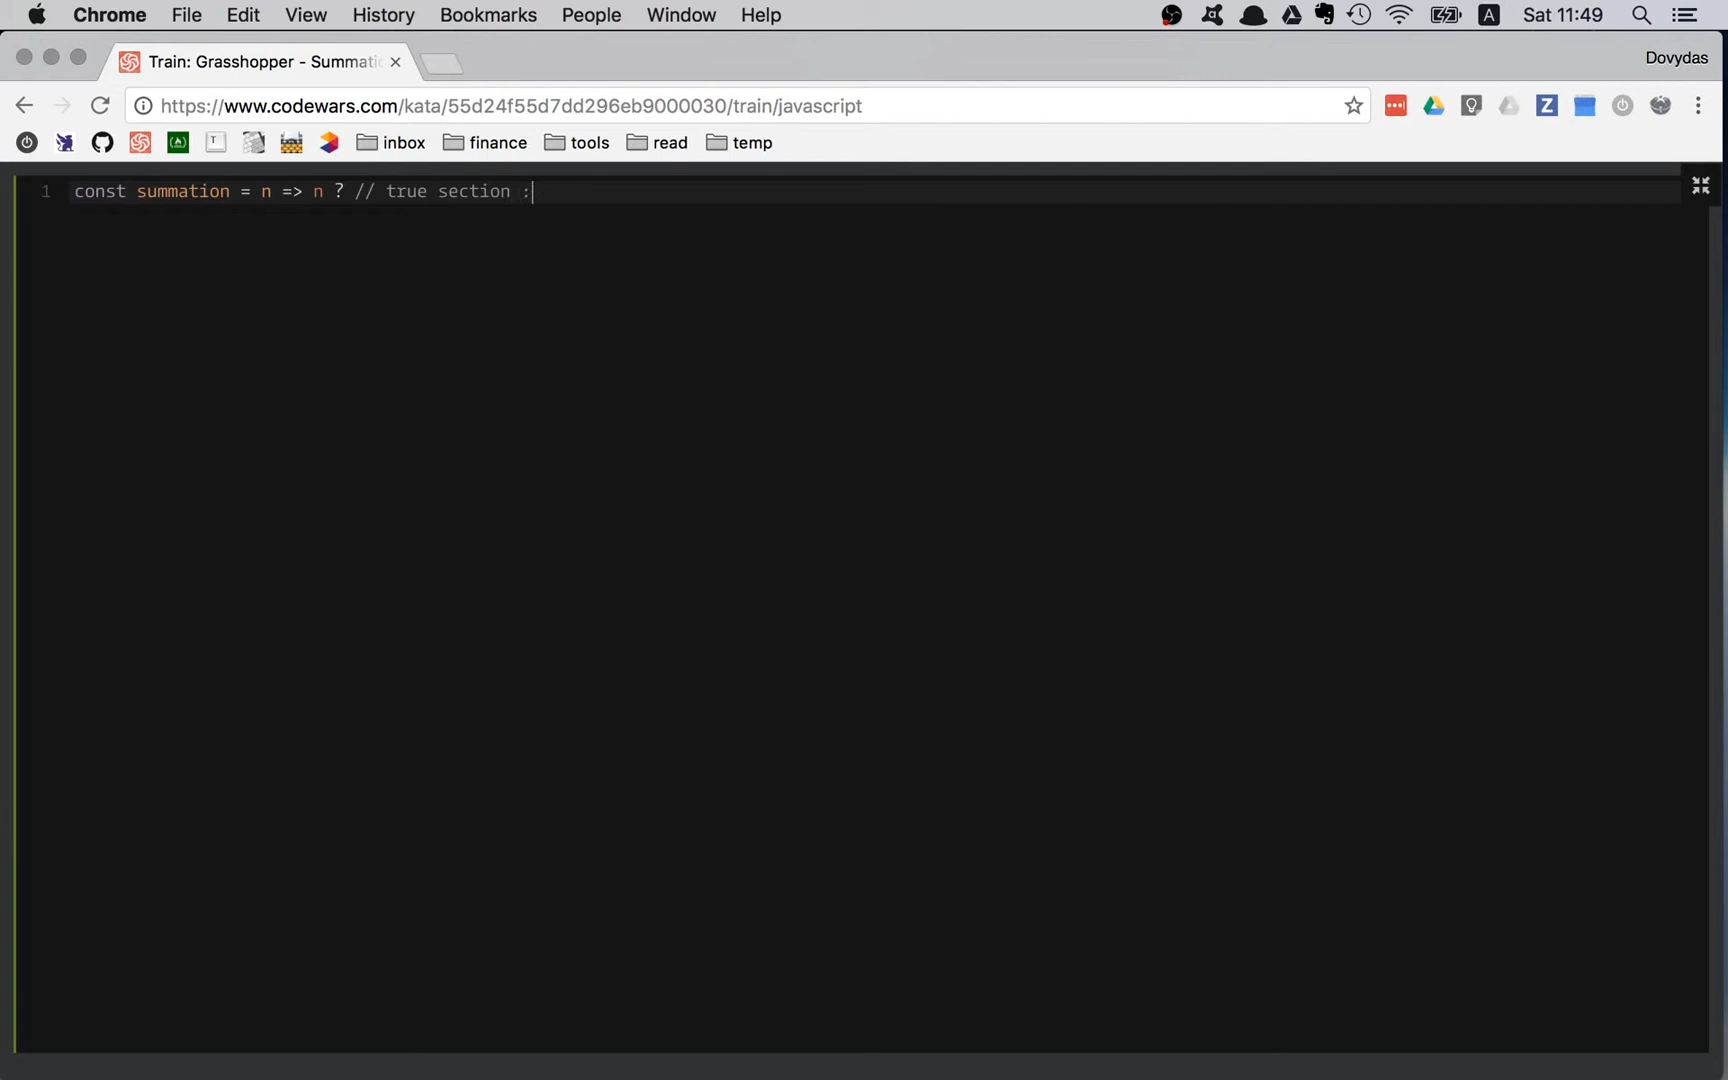 Chrome File Edit View History Bookmarks People Window Help A Sat 11:49
Train: Grasshopper - Summati Dovydas
https://www.codewars.com/kata/55d24f55d7dd296eb9000030/train/javascript Z
T inbox finance tools read temp
1 const summation = n => n ? // true section :